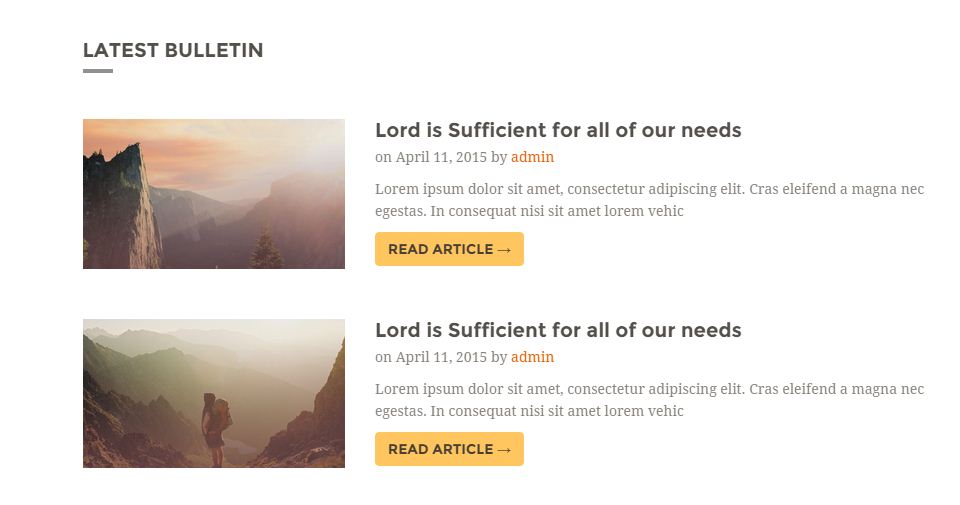 LATEST BULLETIN
Lord is Sufficient for all of our needs
on April 11, 2015 by admin
Lorem ipsum dolor sit amet, consectetur adipiscing elit. Cras eleifend a magna nec
egestas. In consequat nisi sit amet lorem vehic
READ ARTICLE →
Lord is Sufficient for all of our needs
on April 11, 2015 by admin
Lorem ipsum dolor sit amet, consectetur adipiscing elit. Cras eleifend a magna nec
egestas. In consequat nisi sit amet lorem vehic
READ ARTICLE →